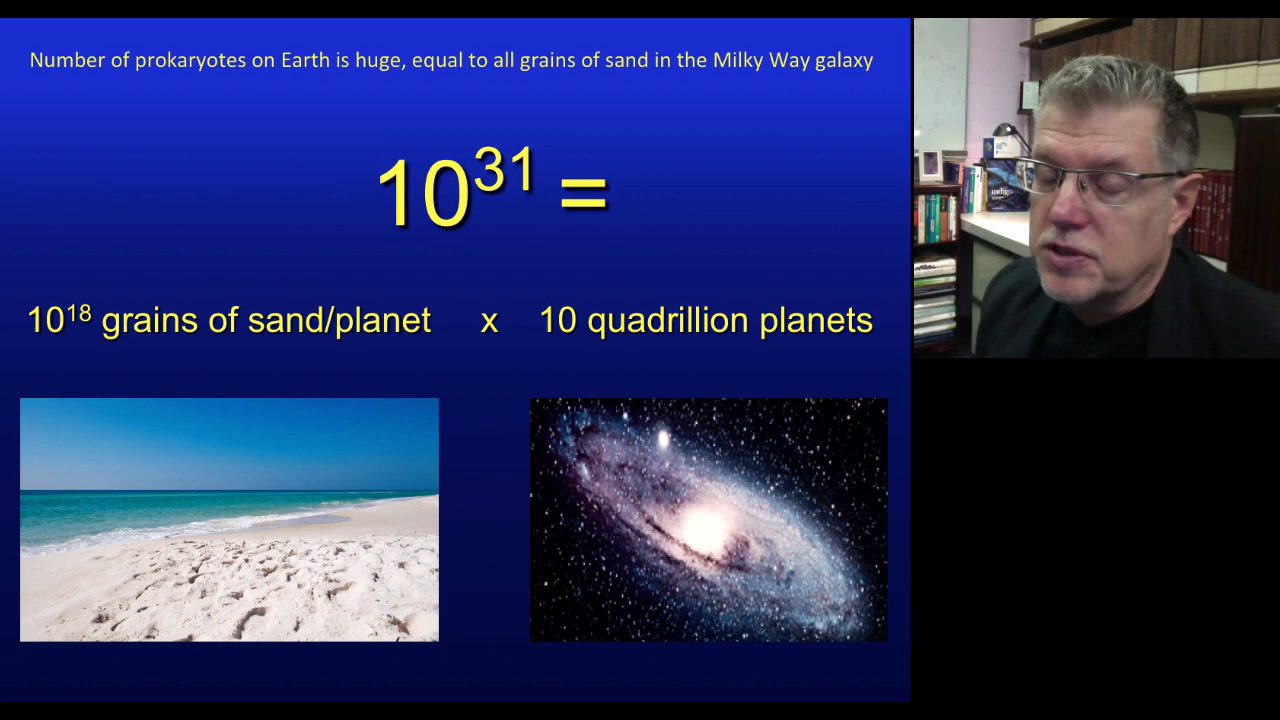 Number of prokaryotes on Earth is huge, equal to all grains of sand in the Milky Way galaxy
10³¹ =
10¹⁸ grains of sand/planet x 10 quadrillion planets
indigo